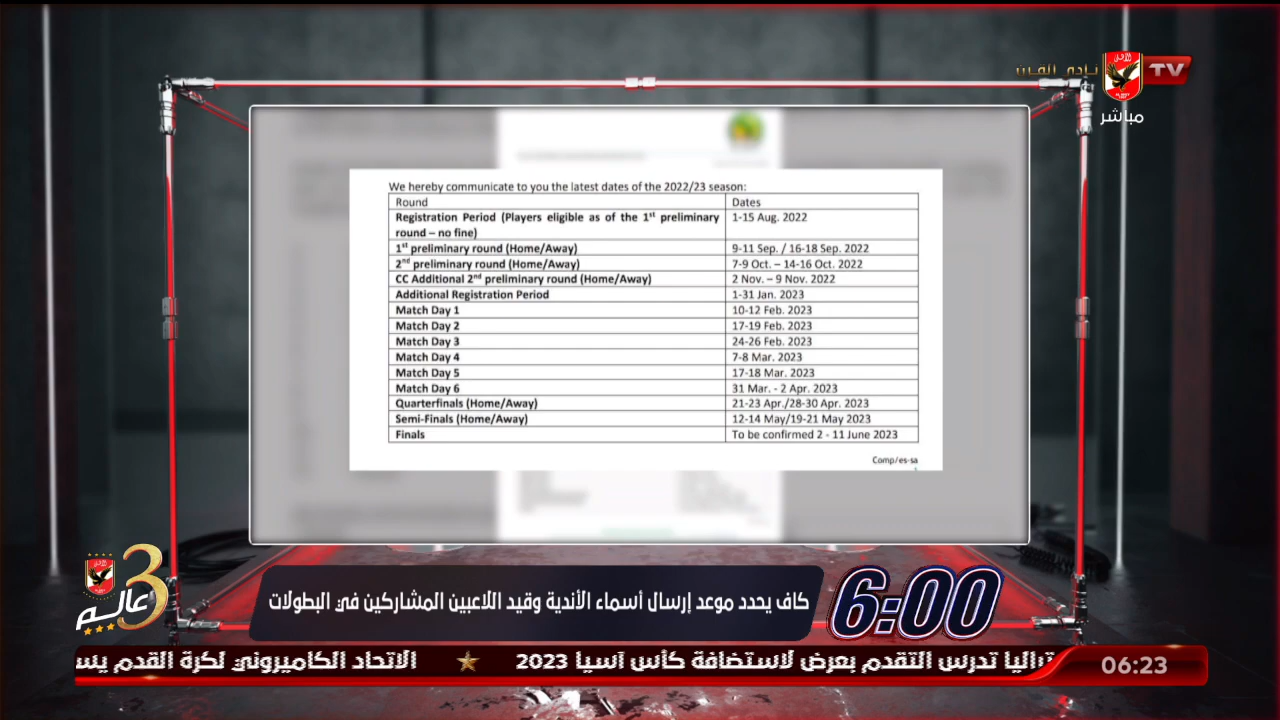 نادي القرن
TV
مباشر
We hereby communicate to you the latest dates of the 2022/23 season:
Round Dates
Registration Period (Players eligible as of the 1st preliminary round – no fine) 1-15 Aug. 2022
1st preliminary round (Home/Away) 9-11 Sep. / 16-18 Sep. 2022
2nd preliminary round (Home/Away) 7-9 Oct. – 14-16 Oct. 2022
CC Additional 2nd preliminary round (Home/Away) 2 Nov. – 9 Nov. 2022
Additional Registration Period 1-31 Jan. 2023
Match Day 1 10-12 Feb. 2023
Match Day 2 17-19 Feb. 2023
Match Day 3 24-26 Feb. 2023
Match Day 4 7-8 Mar. 2023
Match Day 5 17-18 Mar. 2023
Match Day 6 31 Mar. - 2 Apr. 2023
Quarterfinals (Home/Away) 21-23 Apr./28-30 Apr. 2023
Semi-Finals (Home/Away) 12-14 May/19-21 May 2023
Finals To be confirmed 2 - 11 June 2023
Comp/es-sa
3 عالم
كاف يحدد موعد إرسال أسماء الأندية وقيد اللاعبين المشاركين في البطولات
6:00
تراليا تدرس التقدم بعرض لاستضافة كأس آسيا 2023 ★ الاتحاد الكاميروني لكرة القدم يس
06:23